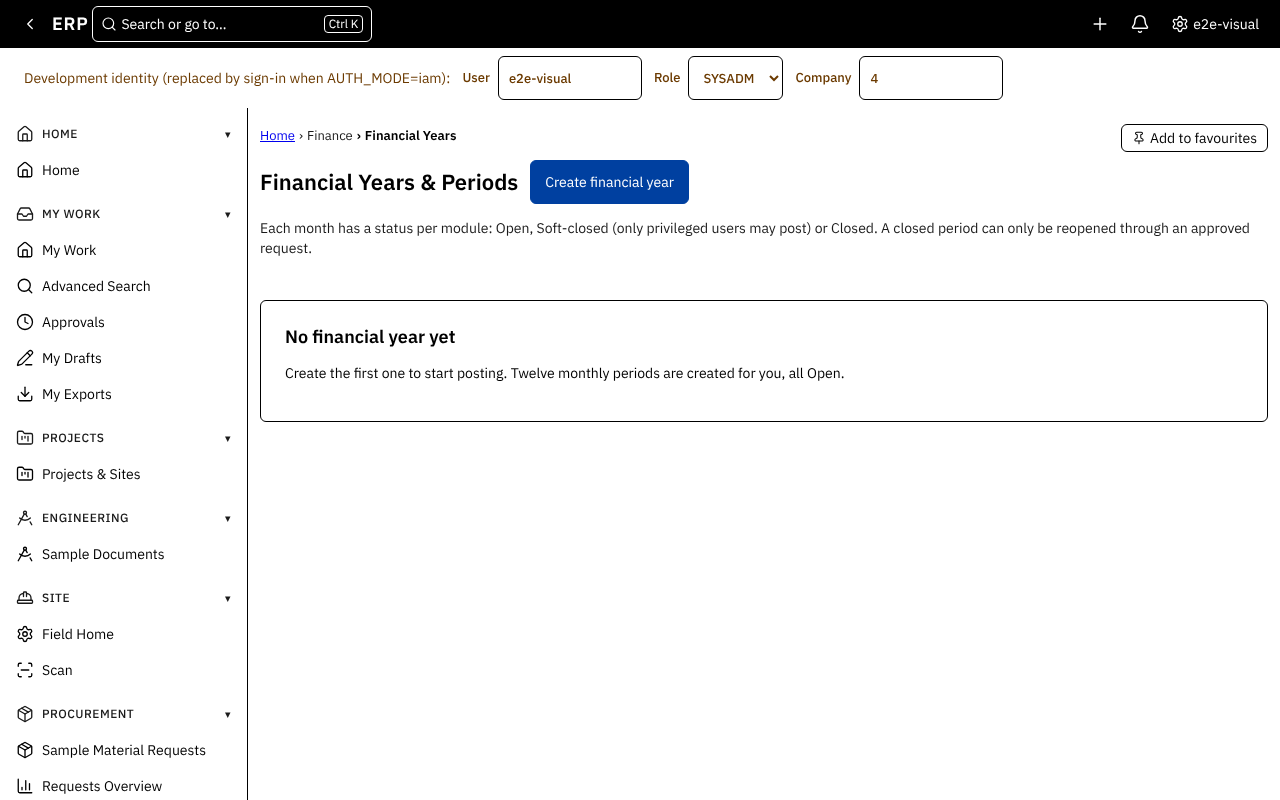 ERP
Search or go to...
Ctrl K
e2e-visual
Development identity (replaced by sign-in when AUTH_MODE=iam):
User
e2e-visual
Role
SYSADM
Company
4
HOME
Home
MY WORK
My Work
Advanced Search
Approvals
My Drafts
My Exports
PROJECTS
Projects & Sites
ENGINEERING
Sample Documents
SITE
Field Home
Scan
PROCUREMENT
Sample Material Requests
Requests Overview
Home › Finance › Financial Years
Add to favourites
Financial Years & Periods
Create financial year
Each month has a status per module: Open, Soft-closed (only privileged users may post) or Closed. A closed period can only be reopened through an approved
request.
No financial year yet
Create the first one to start posting. Twelve monthly periods are created for you, all Open.